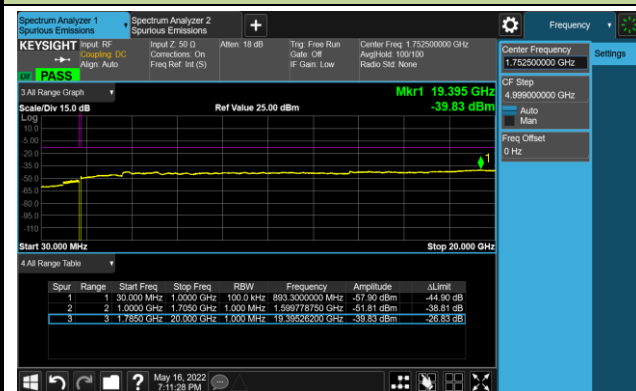 Spectrum Analyzer 1
Spurious Emissions
Spectrum Analyzer 2
Spurious Emissions
+
Frequency
KEYSIGHT
Input: RF
Coupling: DC
Align: Auto
Input Z: 50 Ω
Corrections: On
Freq Ref: Int (S)
Atten: 18 dB
Trig: Free Run
Gate: Off
IF Gain: Low
Center Freq: 1.752500000 GHz
Avg|Hold: 100/100
Radio Std: None
PASS
Center Frequency
1.752500000 GHz
Settings
CF Step
4.999000000 GHz
Auto
Man
Freq Offset
0 Hz
3 All Range Graph
Mkr1 19.395 GHz
Scale/Div 15.0 dB
Ref Value 25.00 dBm
-39.83 dBm
Log
10.0
-5.00
-20.0
-35.0
-50.0
-65.0
-80.0
-95.0
-110
1
Start 30.000 MHz
Stop 20.000 GHz
4 All Range Table
Spur Range Start Freq Stop Freq RBW Frequency Amplitude ΔLimit
1 1 30.000 MHz 1.0000 GHz 100.0 kHz 893.3000000 MHz -57.90 dBm -44.90 dB
2 2 1.0000 GHz 1.7050 GHz 1.000 MHz 1.599778750 GHz -51.81 dBm -38.81 dB
3 3 1.7850 GHz 20.000 GHz 1.000 MHz 19.39526200 GHz -39.83 dBm -26.83 dB
?
May 16, 2022
7:11:28 PM